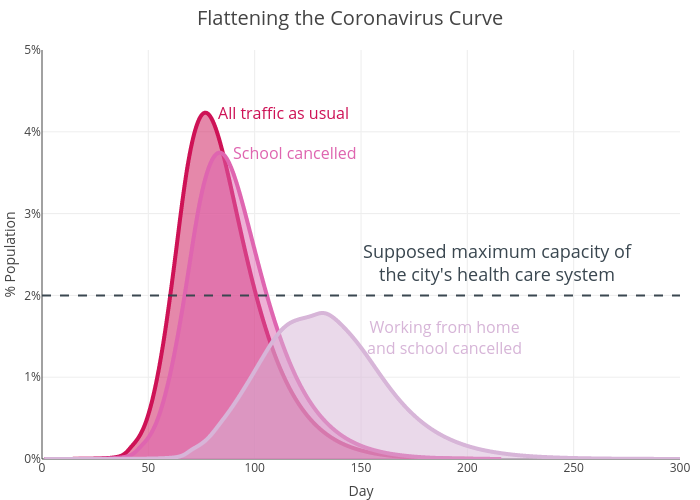 Flattening the Coronavirus Curve
5%
4%
3%
2%
1%
0%
% Population
All traffic as usual
School cancelled
Supposed maximum capacity of
the city's health care system
Working from home
and school cancelled
0
50
100
150
200
250
300
Day